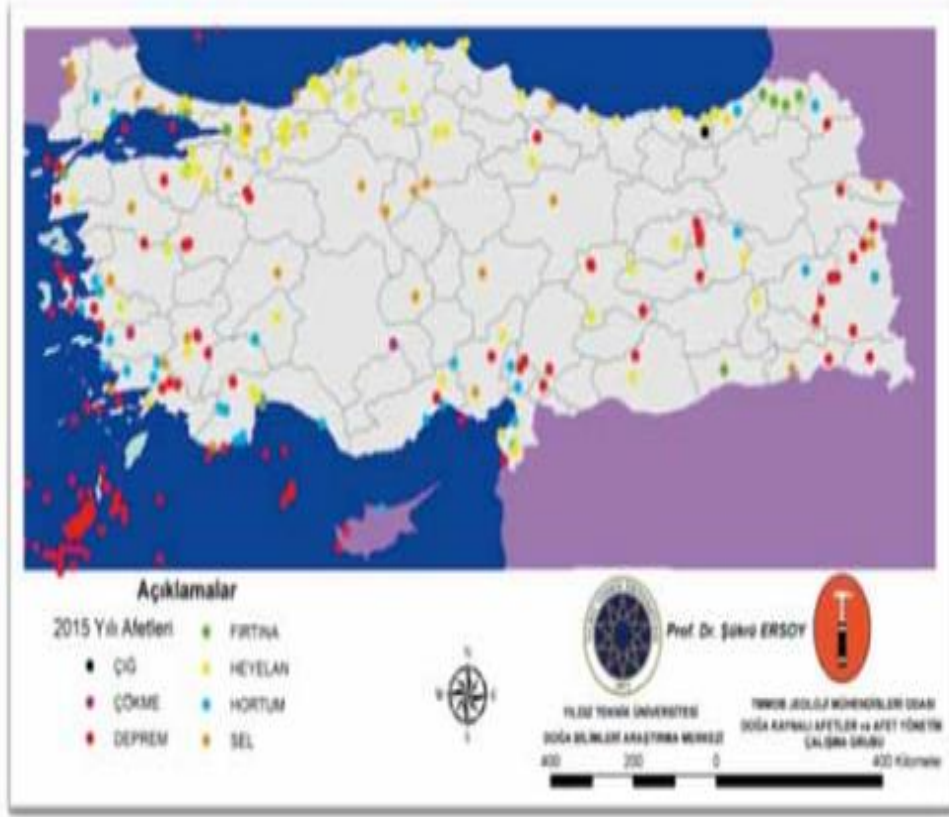 Açıklamalar
2015 Yılı Afetleri
ÇIĞ
ÇÖKME
DEPREM
FIRTINA
HEYELAN
HORTUM
SEL
N
Prof. Dr. Şükrü ERSOY
YILDIZ TEKNİK ÜNİVERSİTESİ
DOĞA BİLİMLERİ ARAŞTIRMA MERKEZİ
TMMOB JEOLOJİ MÜHENDİSLERİ ODASI
DOĞA KAYNAKLI AFETLER ve AFET YÖNETİM
ÇALIŞMA GRUBU
400 200 0 400 Kilometre